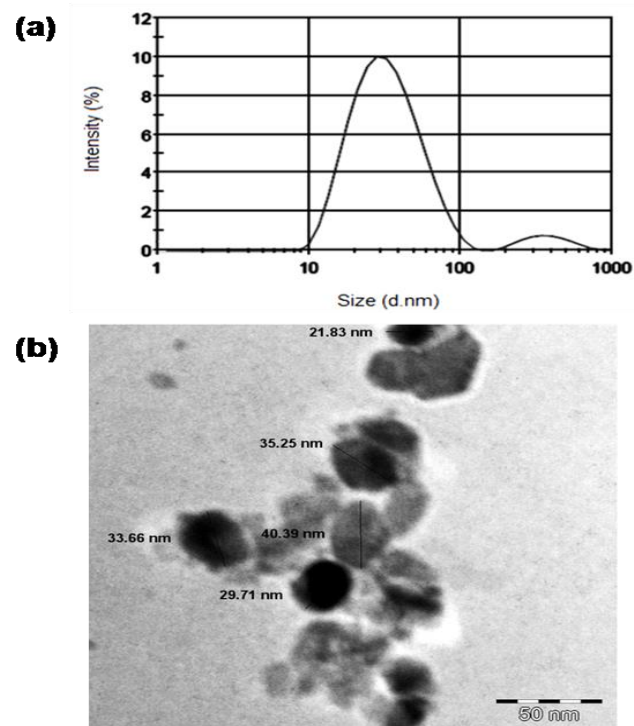 (a)
12
10
8
6
4
2
0
Intensity (%)
1 10 100 1000
Size (d.nm)
(b)
21.83 nm
35.25 nm
33.66 nm
40.39 nm
29.71 nm
50 nm